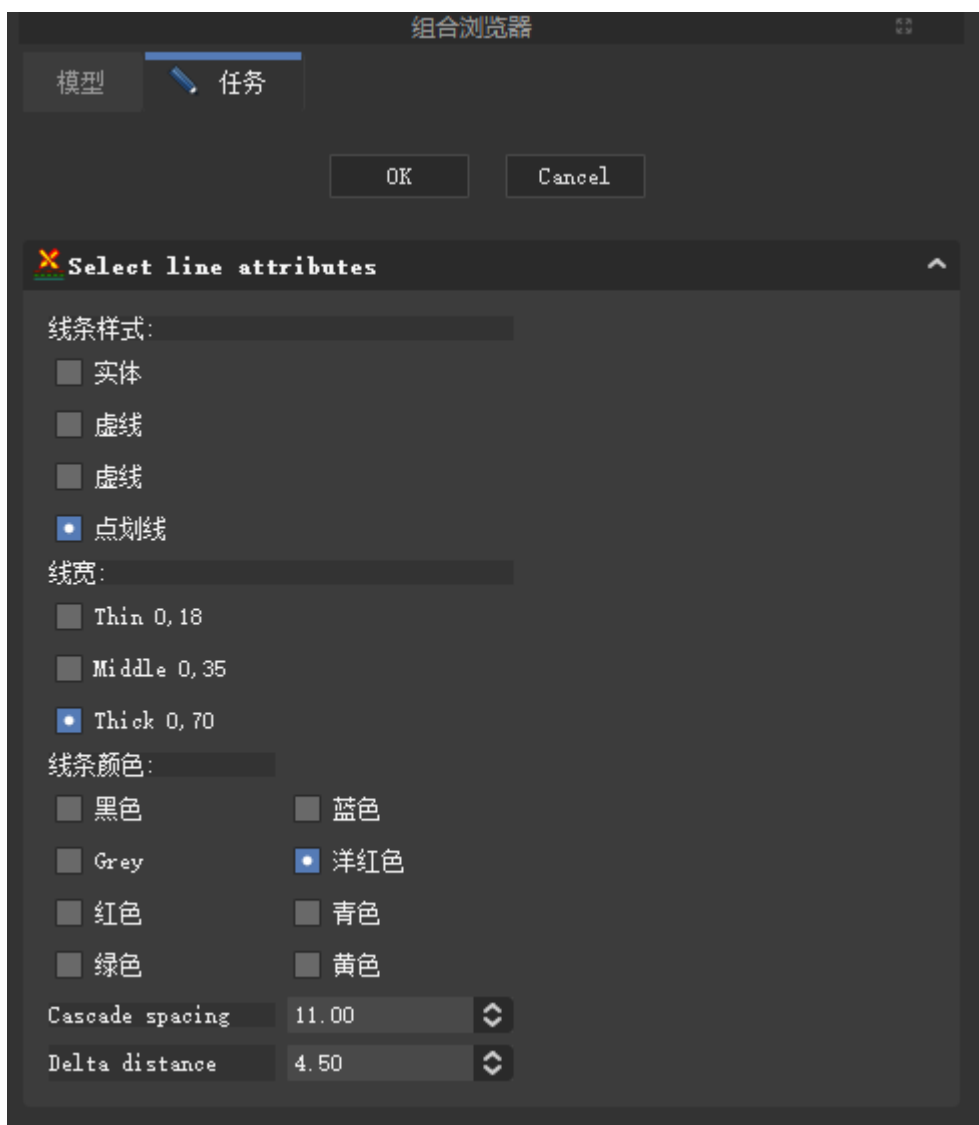 组合浏览器
模型 任务
OK Cancel
Select line attributes
线条样式:
实体
虚线
虚线
点划线
线宽:
Thin 0,18
Middle 0,35
Thick 0,70
线条颜色:
黑色 蓝色
Grey 洋红色
红色 青色
绿色 黄色
Cascade spacing 11.00
Delta distance 4.50